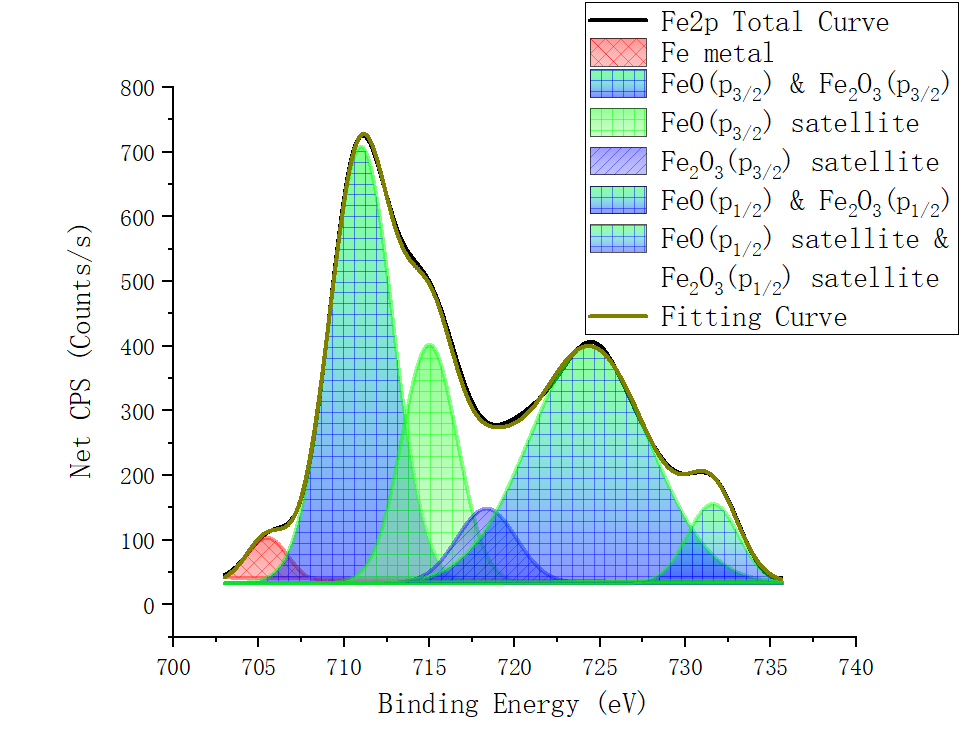 Fe2p Total Curve
Fe metal
FeO(p3/2) & Fe2O3(p3/2)
FeO(p3/2) satellite
Fe2O3(p3/2) satellite
FeO(p1/2) & Fe2O3(p1/2)
FeO(p1/2) satellite &
Fe2O3(p1/2) satellite
Fitting Curve
800
700
600
500
400
300
200
100
0
Net CPS (Counts/s)
700 705 710 715 720 725 730 735 740
Binding Energy (eV)